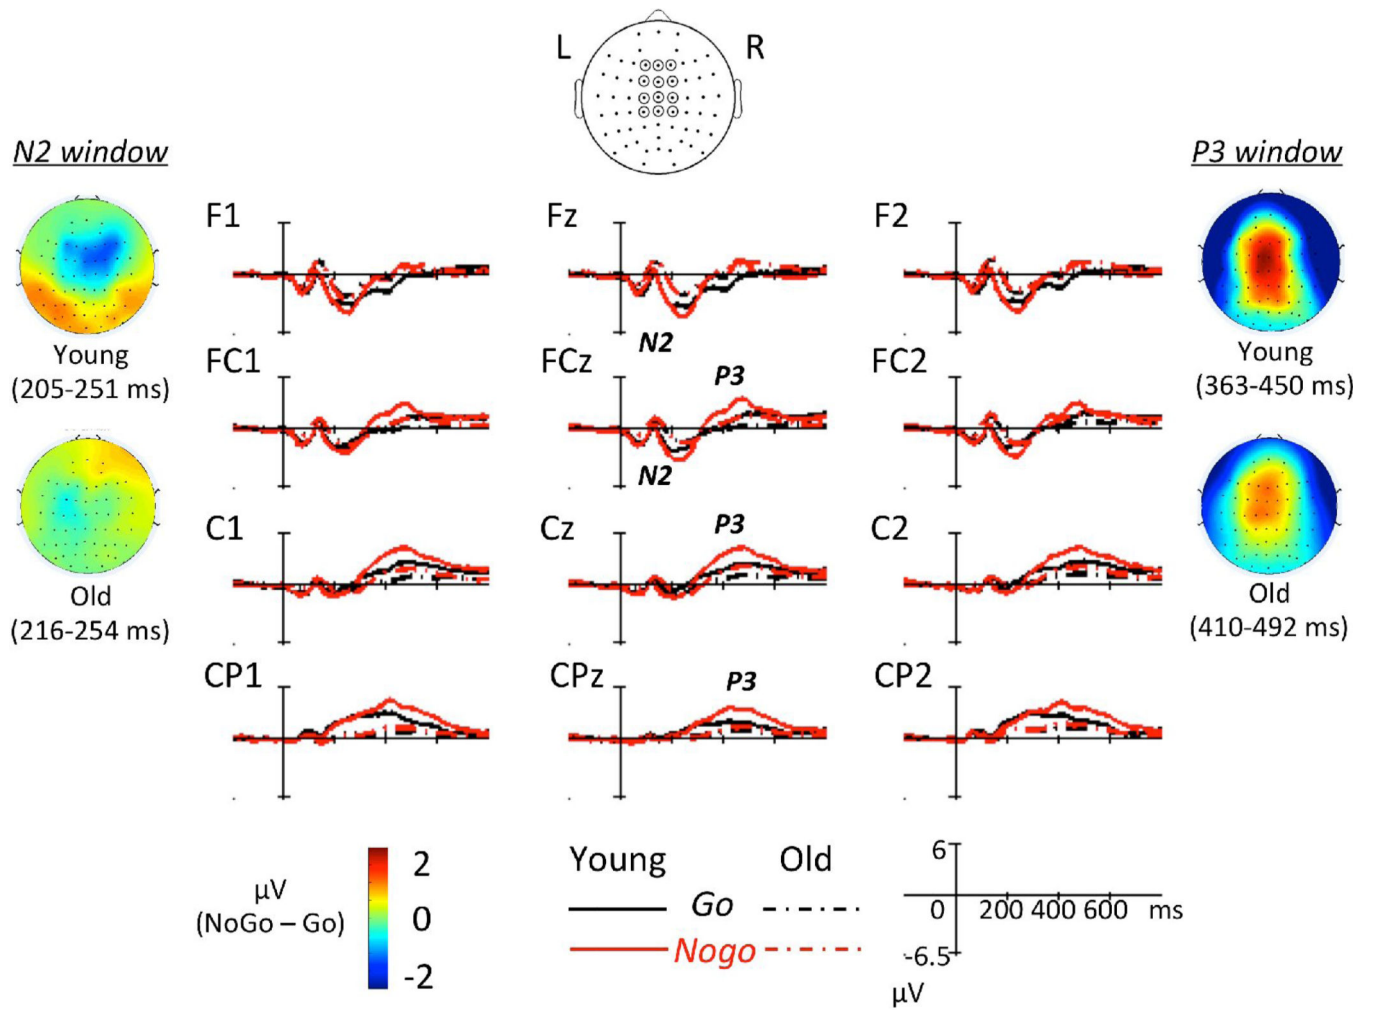 L
R
N2 window
P3 window
F1
Fz
F2
N2
Young
(205-251 ms)
Young
(363-450 ms)
FC1
FCz
FC2
P3
N2
C1
Cz
C2
P3
Old
(216-254 ms)
Old
(410-492 ms)
CP1
CPz
CP2
P3
µV
(NoGo – Go)
2
0
-2
Young Old
Go
Nogo
6
0 200 400 600 ms
-6.5
µV